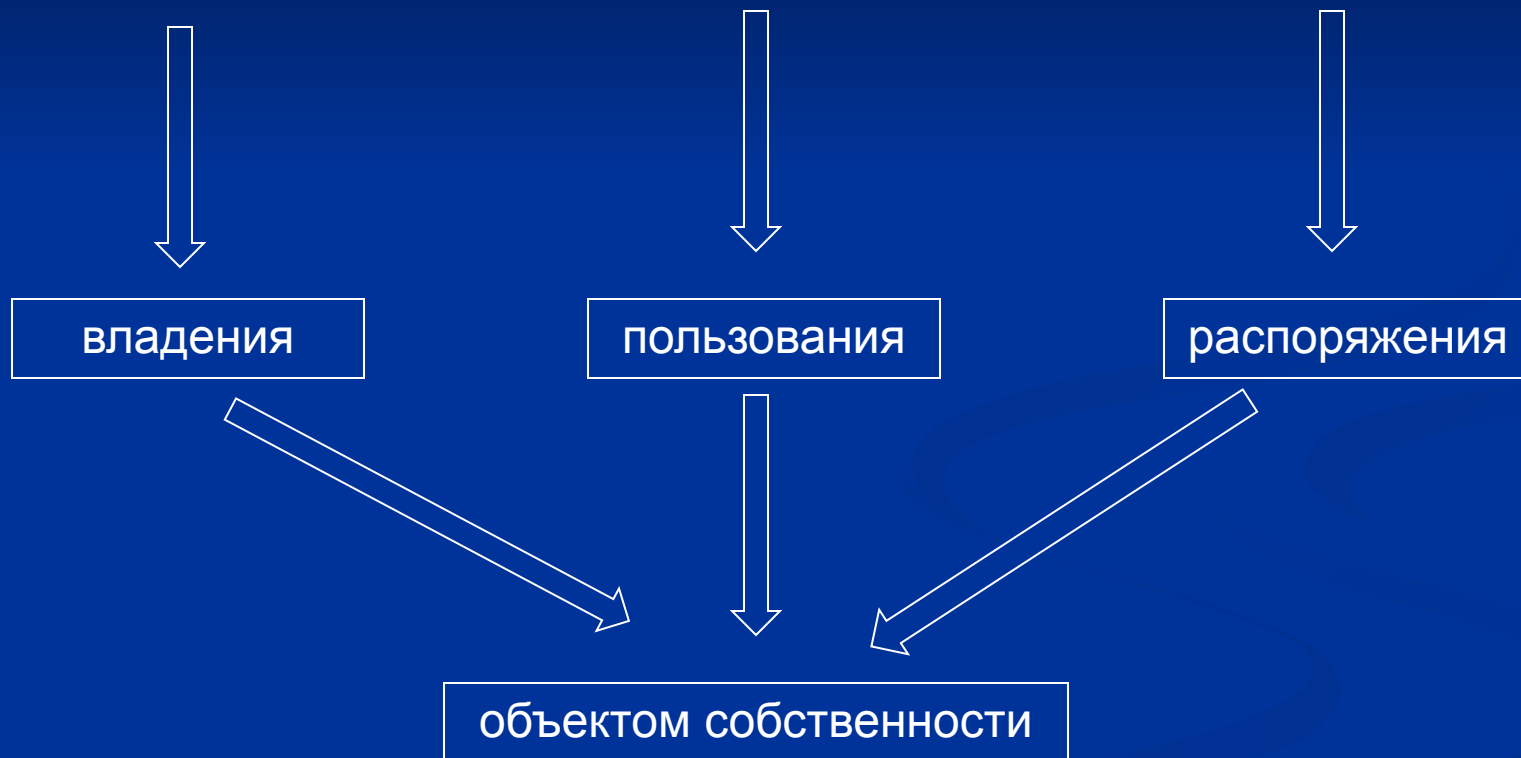 владения
пользования
распоряжения
объектом собственности